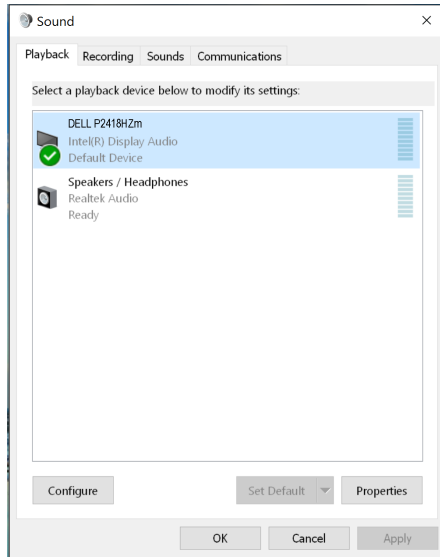 Sound
Playback Recording Sounds Communications
Select a playback device below to modify its settings:
DELL P2418HZm
Intel(R) Display Audio
Default Device
Speakers / Headphones
Realtek Audio
Ready
Configure Set Default Properties
OK Cancel Apply